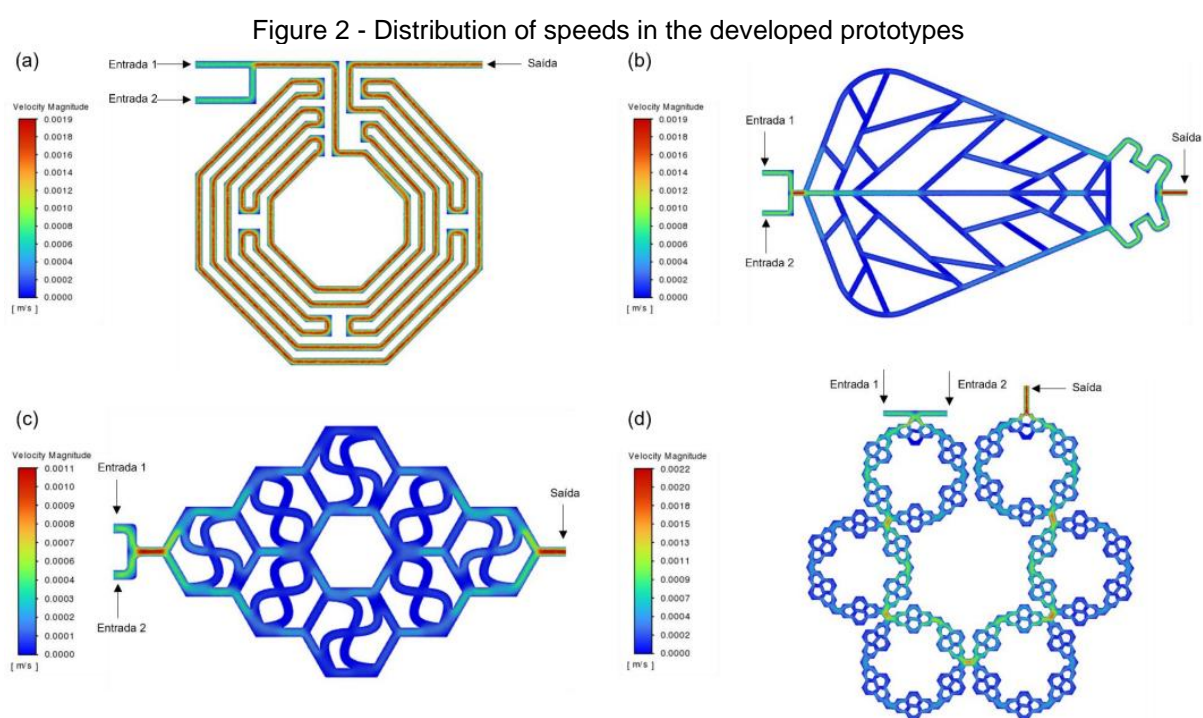 Figure 2 - Distribution of speeds in the developed prototypes
(a)
Entrada 1
Saída
Entrada 2
Velocity Magnitude
0.0019
0.0018
0.0016
0.0014
0.0012
0.0010
0.0008
0.0006
0.0004
0.0002
0.0000
[ m/s ]
(b)
Velocity Magnitude
0.0019
0.0018
0.0016
0.0014
0.0012
0.0010
0.0008
0.0006
0.0004
0.0002
0.0000
[ m/s ]
Entrada 1
Saída
Entrada 2
(c)
Velocity Magnitude
0.0011
0.0010
0.0009
0.0008
0.0007
0.0006
0.0004
0.0003
0.0002
0.0001
0.0000
[ m/s ]
Entrada 1
Saída
Entrada 2
(d)
Entrada 1
Entrada 2
Saída
Velocity Magnitude
0.0022
0.0020
0.0018
0.0015
0.0013
0.0011
0.0009
0.0007
0.0004
0.0002
0.0000
[ m/s ]